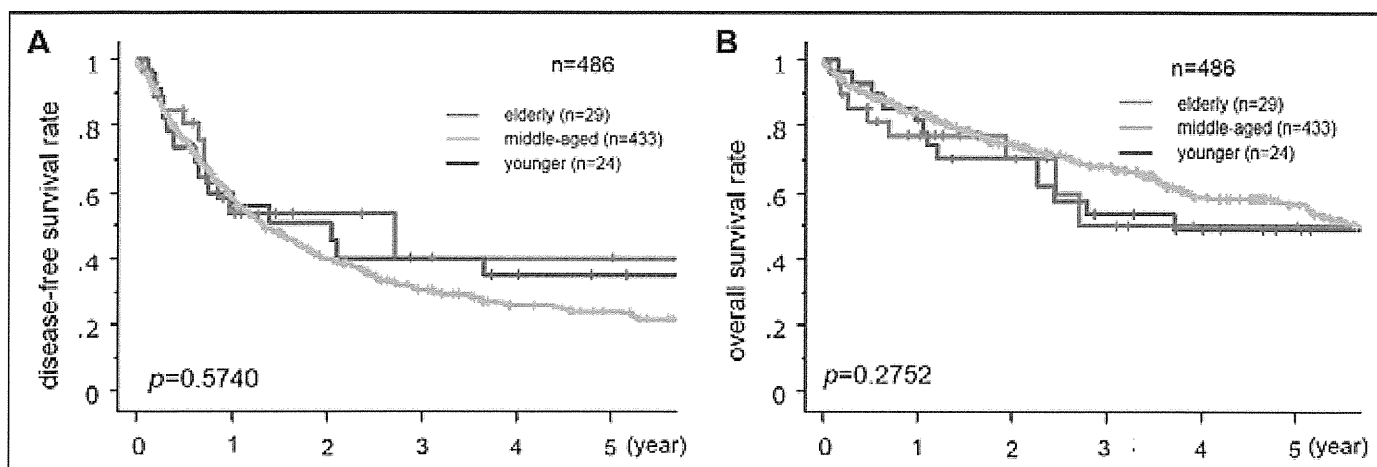 A
n=486
elderly (n=29)
middle-aged (n=433)
younger (n=24)
disease-free survival rate
1
.8
.6
.4
.2
0
p=0.5740
0 1 2 3 4 5 (year)
B
n=486
elderly (n=29)
middle-aged (n=433)
younger (n=24)
overall survival rate
1
.8
.6
.4
.2
0
p=0.2752
0 1 2 3 4 5 (year)